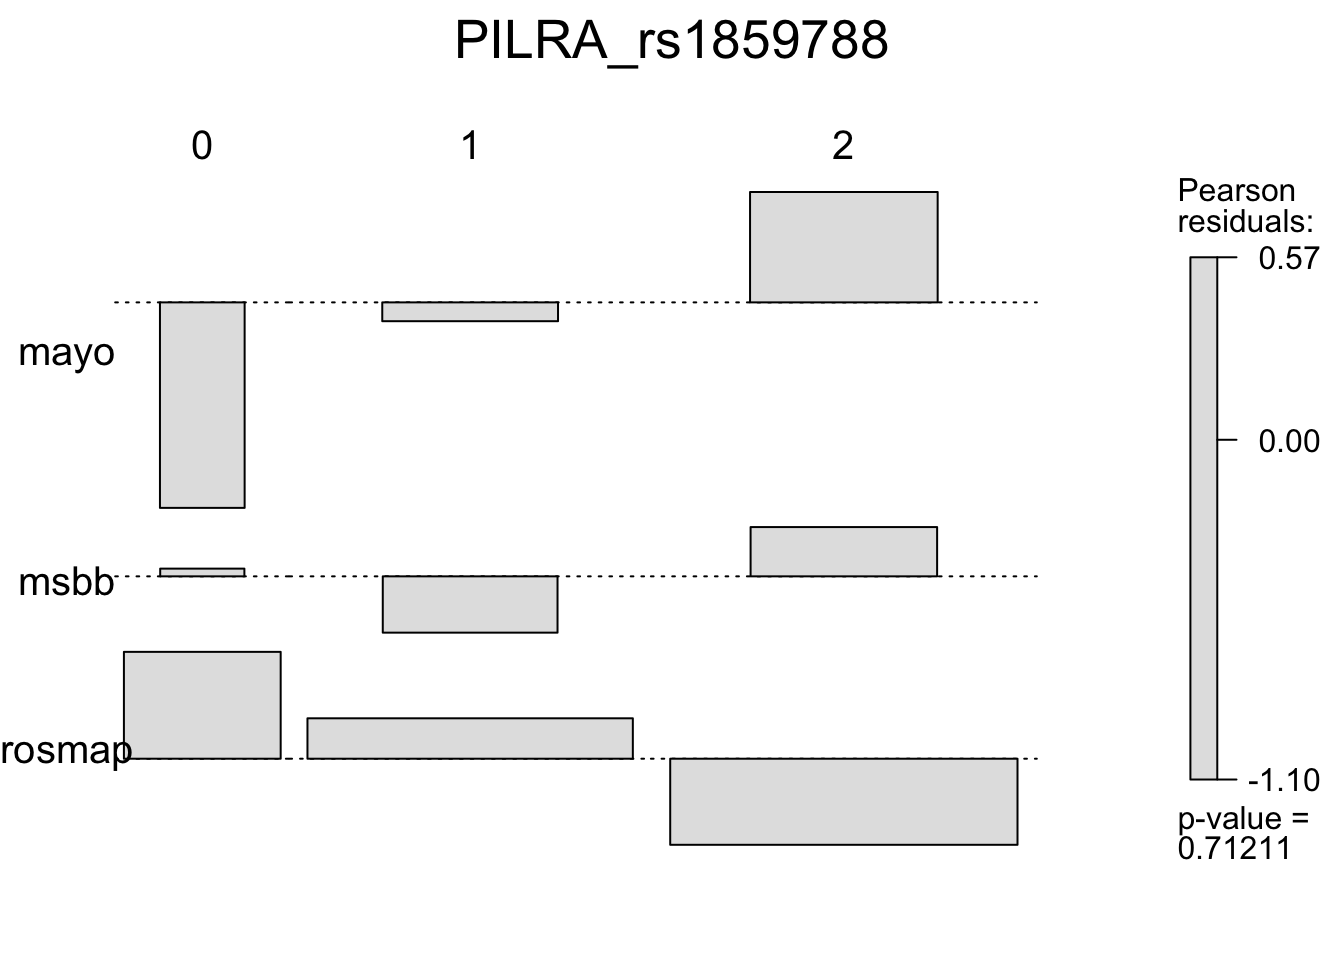 PILRA_rs1859788
0 1 2
mayo
msbb
rosmap
Pearson
residuals:
0.57
0.00
-1.10
p-value =
0.71211